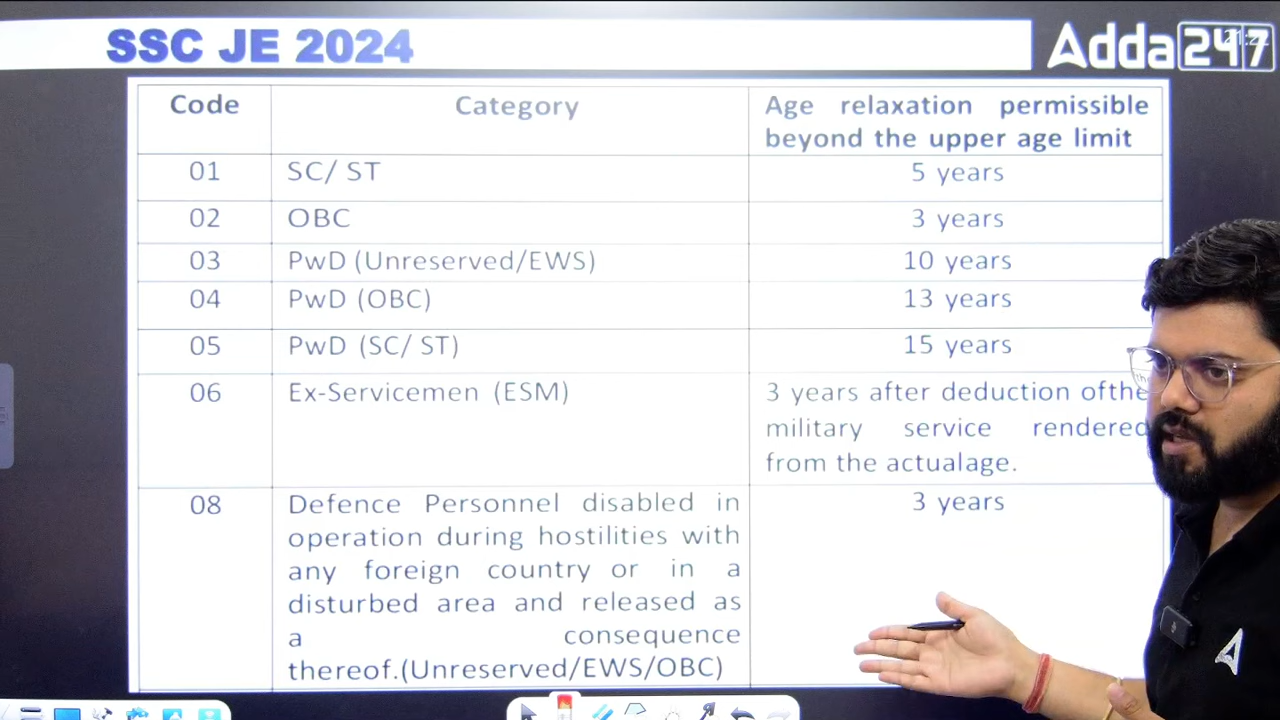 SSC JE 2024
Adda247
Code Category Age relaxation permissible
beyond the upper age limit
01 SC/ ST 5 years
02 OBC 3 years
03 PwD (Unreserved/EWS) 10 years
04 PwD (OBC) 13 years
05 PwD (SC/ ST) 15 years
06 Ex-Servicemen (ESM) 3 years after deduction ofthe
military service rendered
from the actualage.
08 Defence Personnel disabled in 3 years
operation during hostilities with
any foreign country or in a
disturbed area and released as
a consequence
thereof.(Unreserved/EWS/OBC)